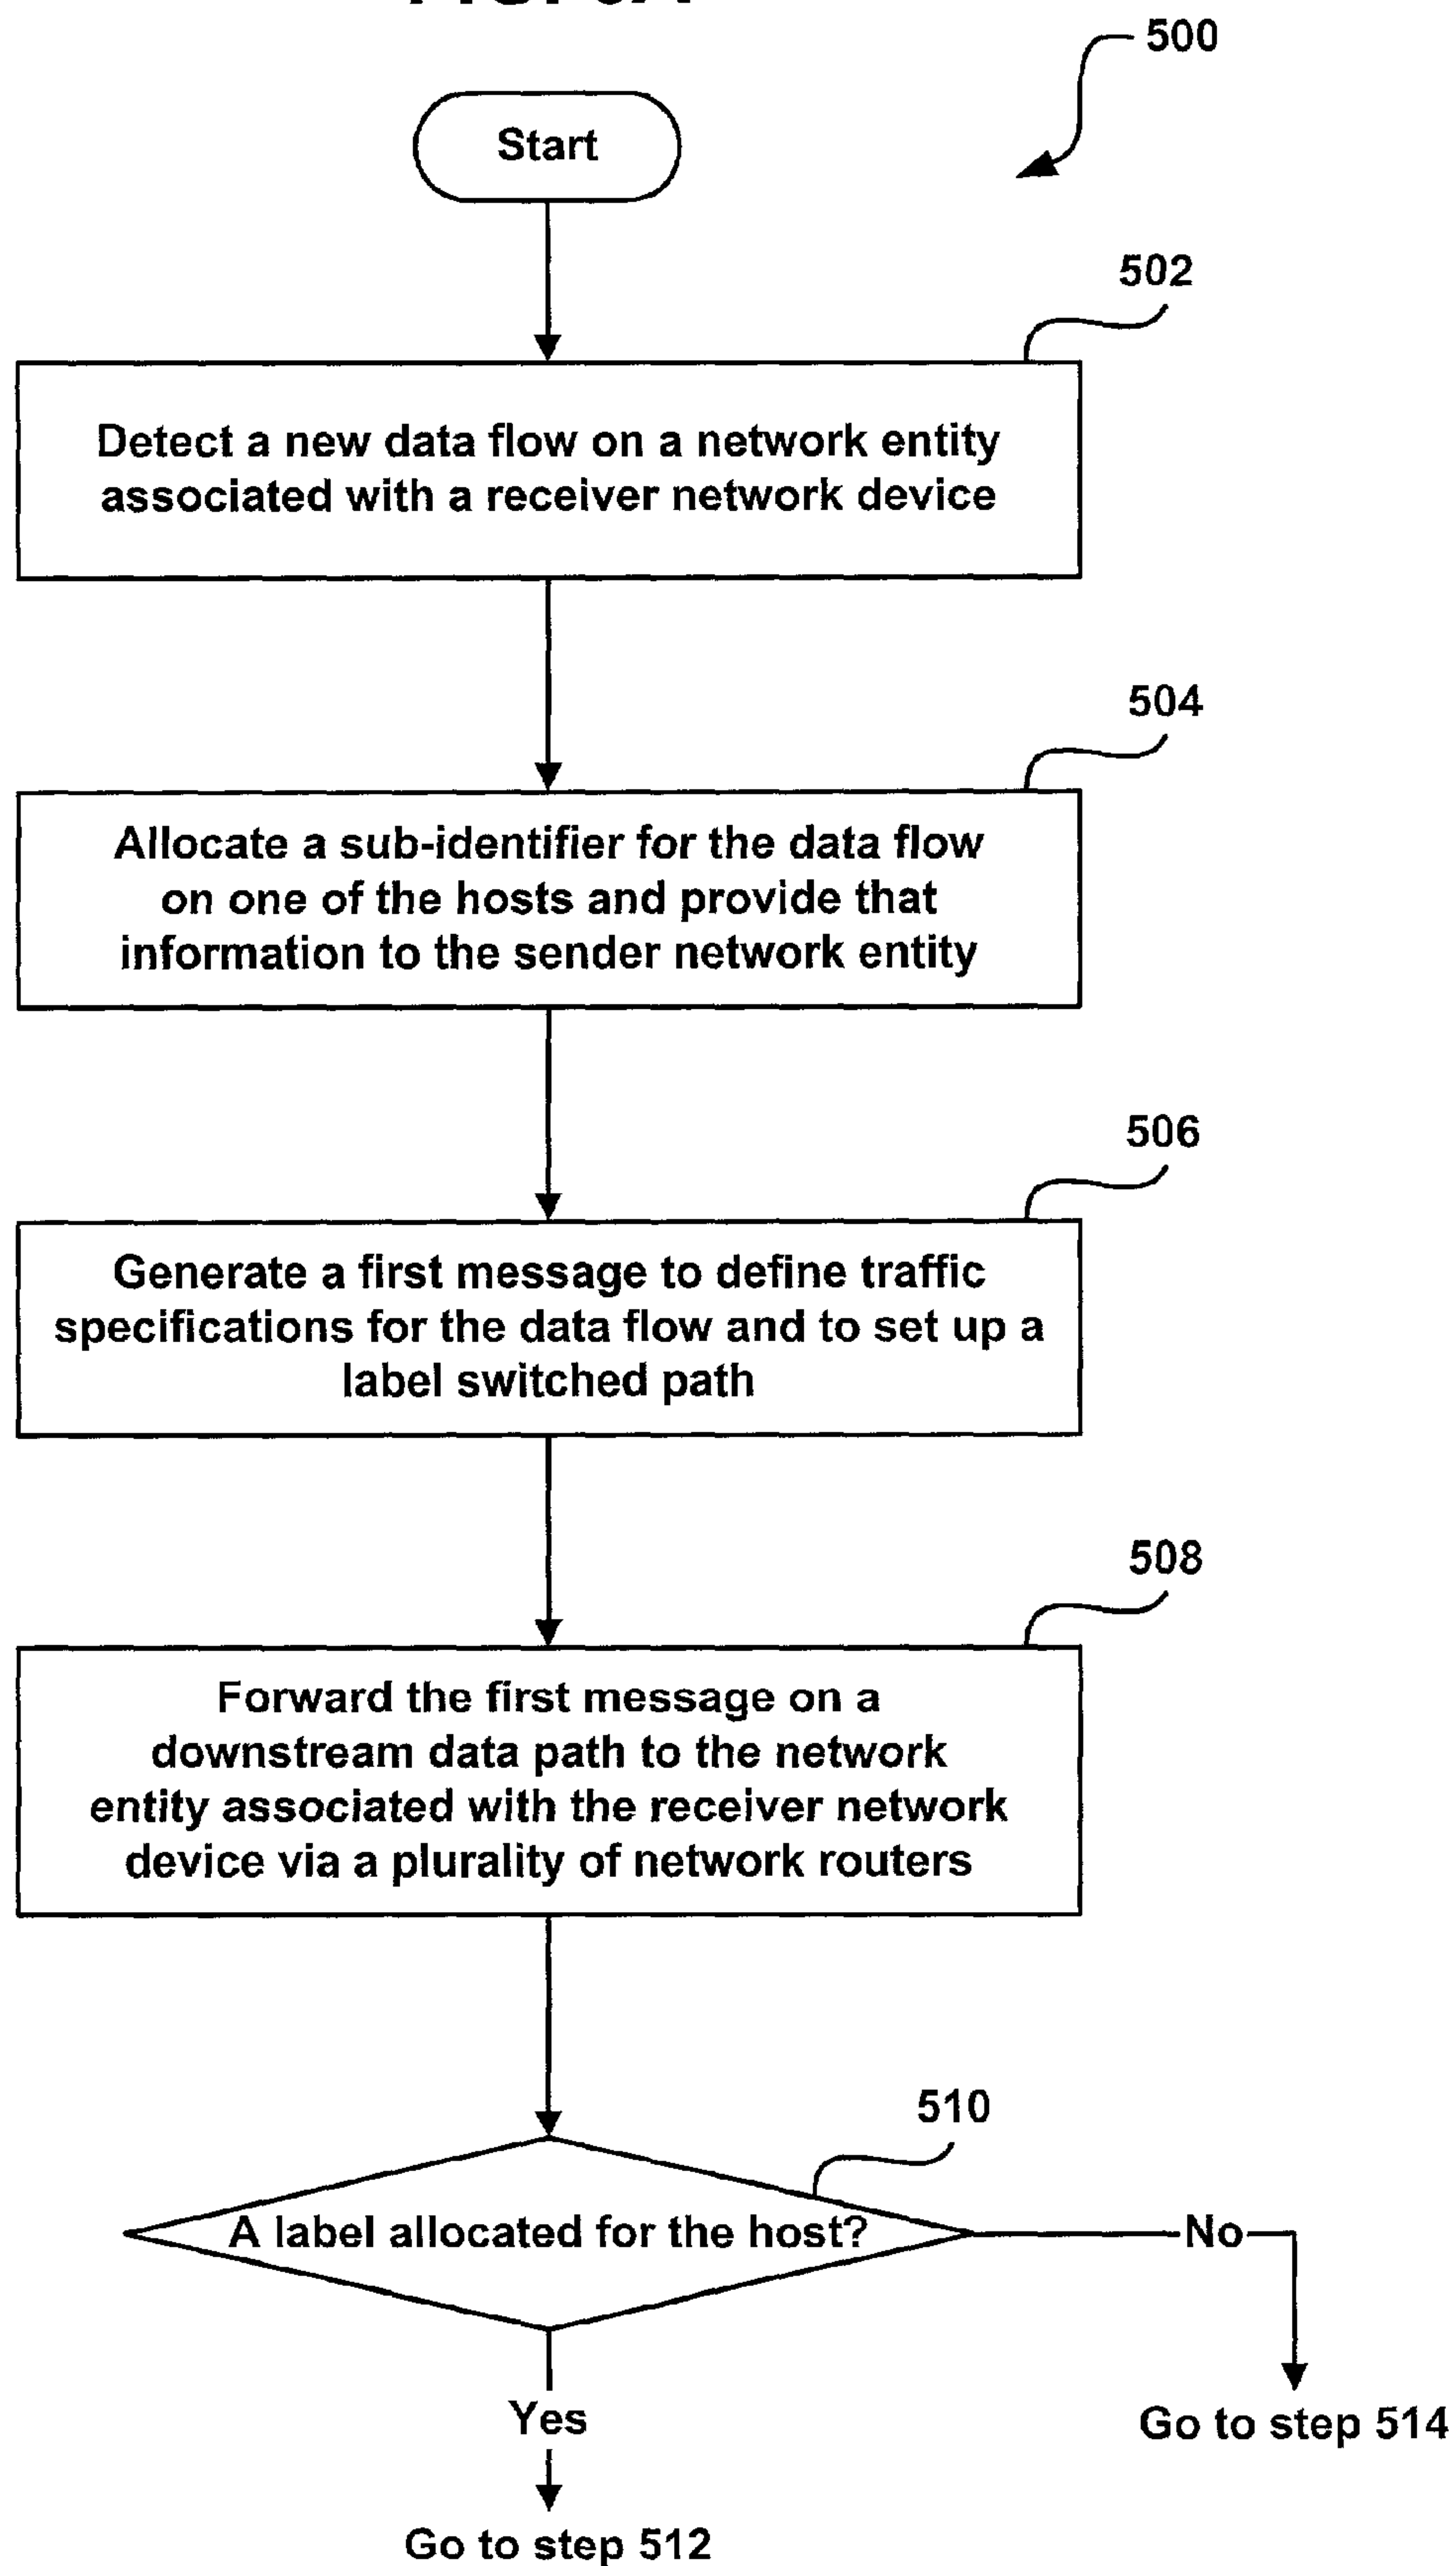 500
Start
502
Detect a new data flow on a network entity
associated with a receiver network device
504
Allocate a sub-identifier for the data flow
on one of the hosts and provide that
information to the sender network entity
506
Generate a first message to define traffic
specifications for the data flow and to set up a
label switched path
508
Forward the first message on a
downstream data path to the network
entity associated with the receiver network
device via a plurality of network routers
510
A label allocated for the host?
No
Yes
Go to step 514
Go to step 512